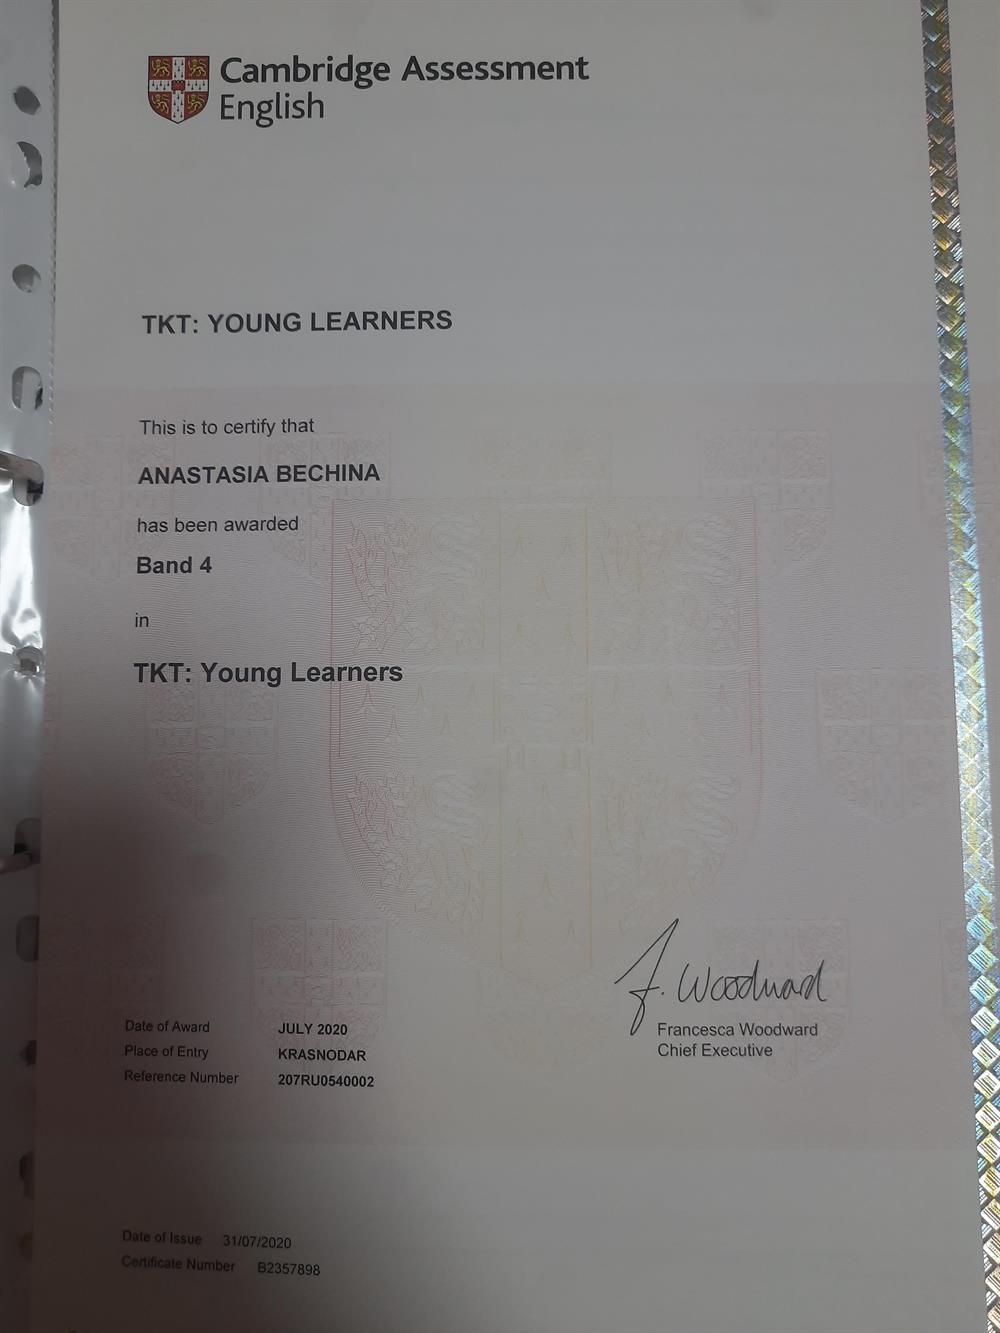 Cambridge Assessment
English
TKT: YOUNG LEARNERS
This is to certify that
ANASTASIA BECHINA
has been awarded
Band 4
in
TKT: Young Learners
F. Woodward
Date of Award JULY 2020
Place of Entry KRASNODAR
Reference Number 207RU0540002
Francesca Woodward
Chief Executive
Date of Issue 31/07/2020
Certificate Number B2357898